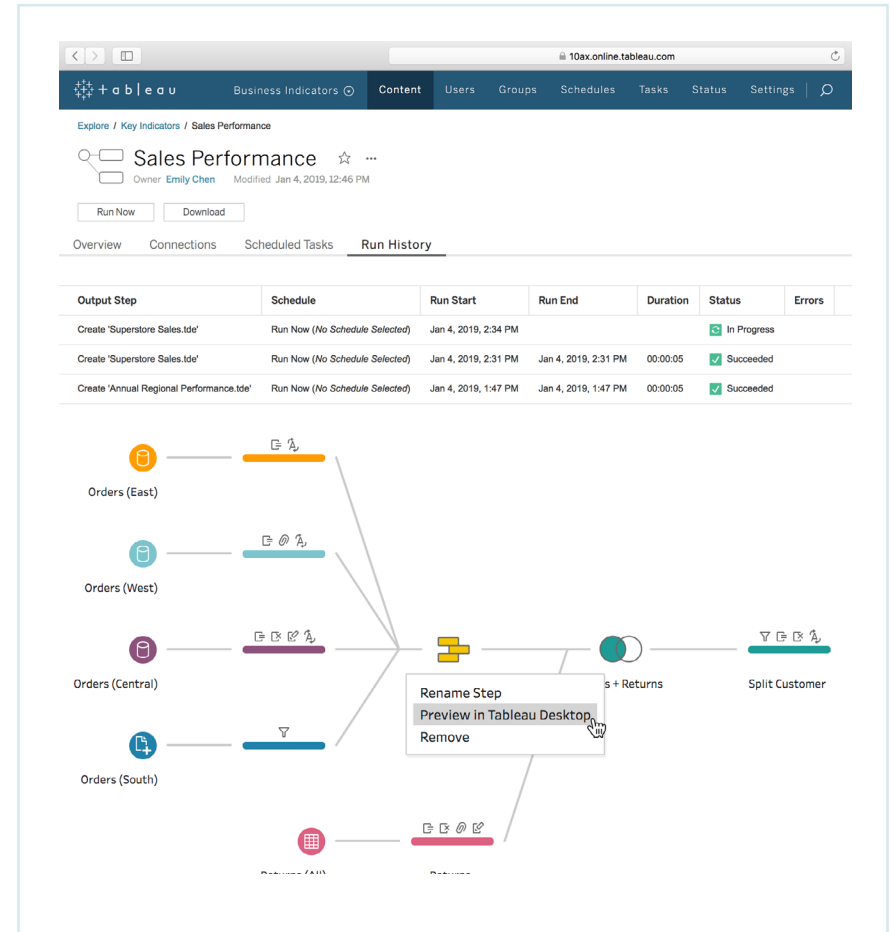 10ax.online.tableau.com
+ a b l e a u Business Indicators Content Users Groups Schedules Tasks Status Settings
Explore / Key Indicators / Sales Performance
Sales Performance
Owner Emily Chen Modified Jan 4, 2019, 12:46 PM
Run Now Download
Overview Connections Scheduled Tasks Run History
Output Step Schedule Run Start Run End Duration Status Errors
Create 'Superstore Sales.tde' Run Now (No Schedule Selected) Jan 4, 2019, 2:34 PM In Progress
Create 'Superstore Sales.tde' Run Now (No Schedule Selected) Jan 4, 2019, 2:31 PM Jan 4, 2019, 2:31 PM 00:00:05 Succeeded
Create 'Annual Regional Performance.tde' Run Now (No Schedule Selected) Jan 4, 2019, 1:47 PM Jan 4, 2019, 1:47 PM 00:00:05 Succeeded
Orders (East)
Orders (West)
Orders (Central)
s + Returns
Split Customer
Rename Step
Preview in Tableau Desktop
Remove
Orders (South)
Returns (All) Returns